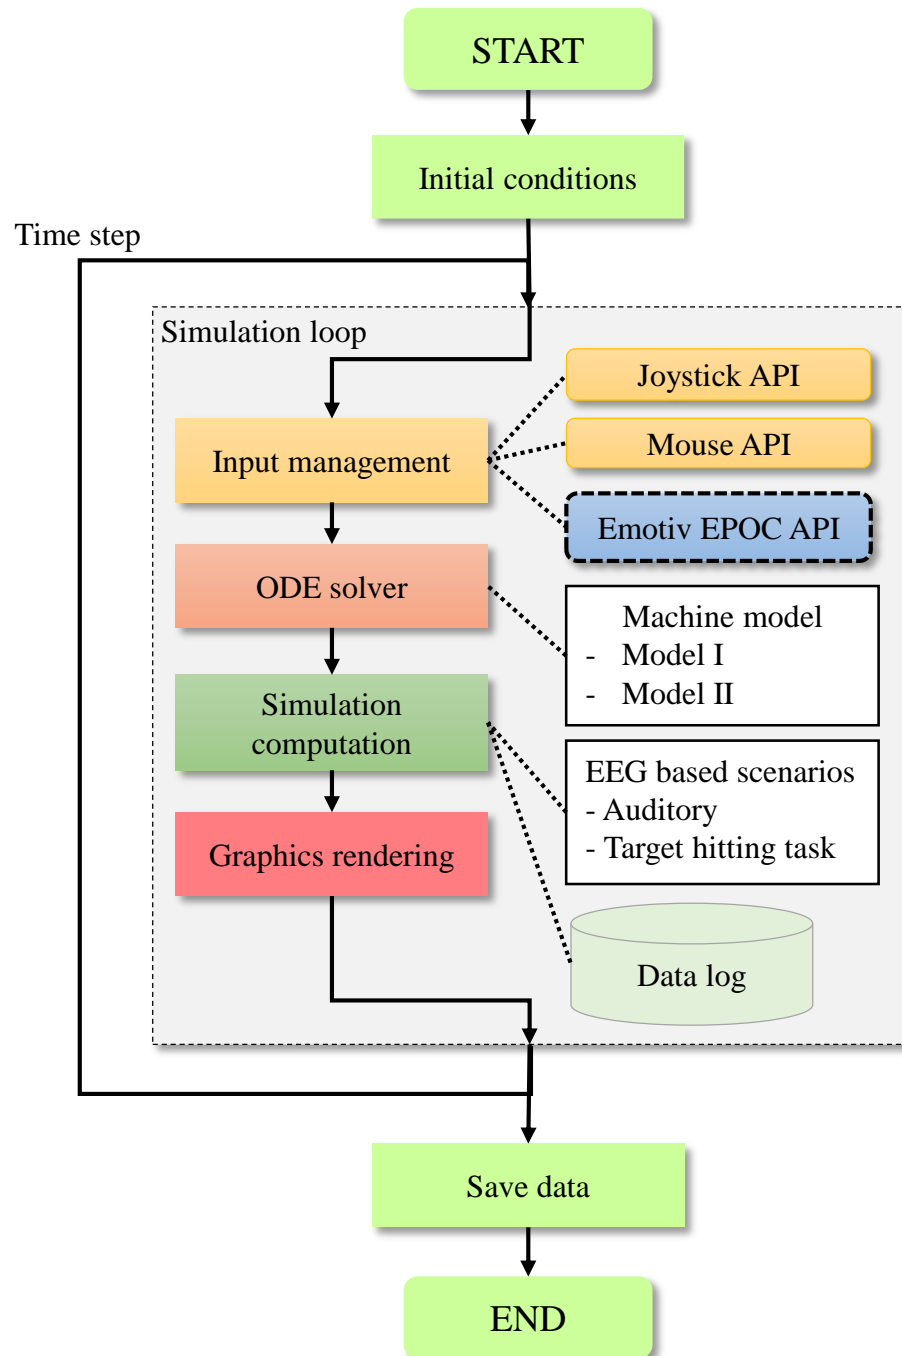 START
Initial conditions
Time step
Simulation loop
Joystick API
Mouse API
Input management
Emotiv EPOC API
ODE solver
Machine model
- Model I
- Model II
Simulation
computation
EEG based scenarios
- Auditory
- Target hitting task
Graphics rendering
Data log
Save data
END